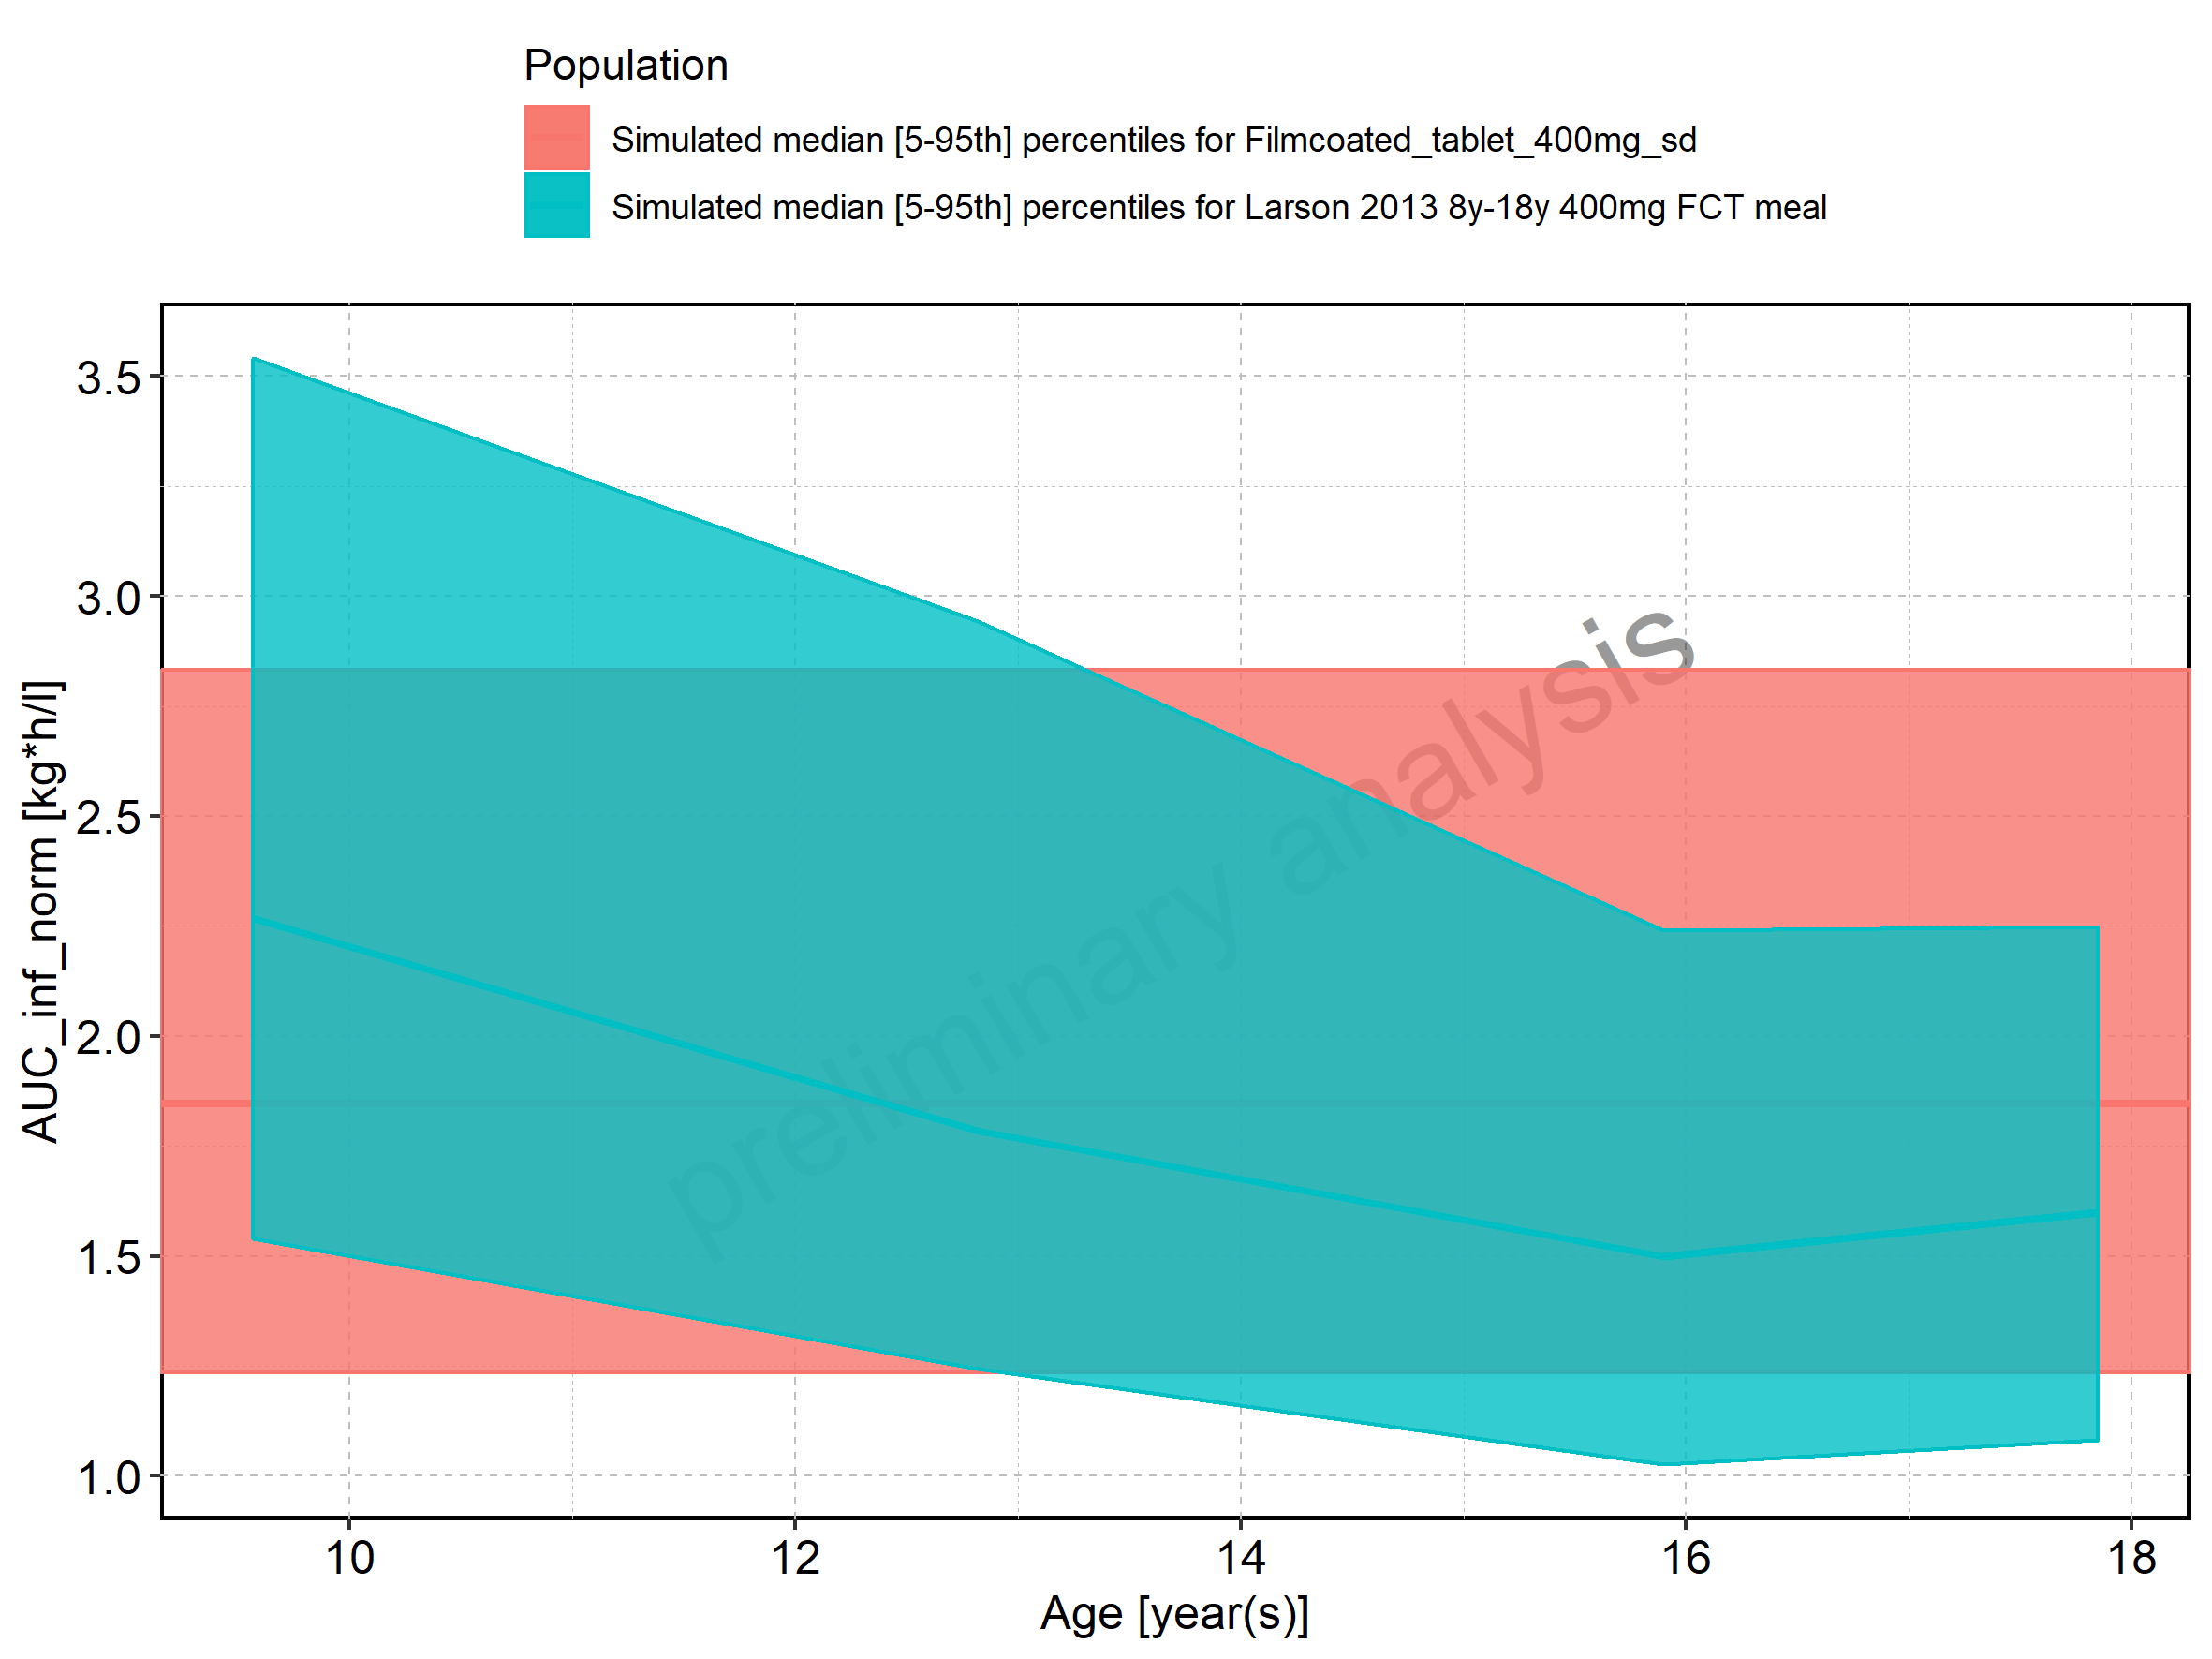 Population
Simulated median [5-95th] percentiles for Filmcoated_tablet_400mg_sd
Simulated median [5-95th] percentiles for Larson 2013 8y-18y 400mg FCT meal
AUC_inf_norm [kg*h/l]
3.5
3.0
2.5
2.0
1.5
1.0
preliminary analysis
10 12 14 16 18
Age [year(s)]